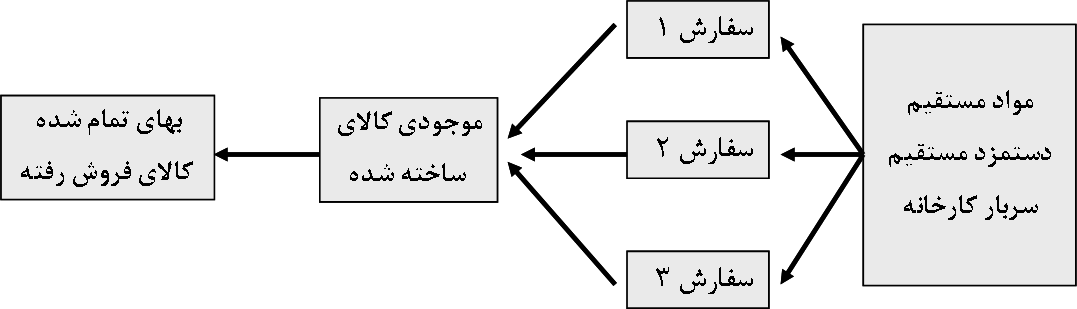 مواد مستقیم
دستمزد مستقیم
سربار کارخانه
سفارش ۱
سفارش ۲
سفارش ۳
موجودی کالای
ساخته شده
بهای تمام شده
کالای فروش رفته